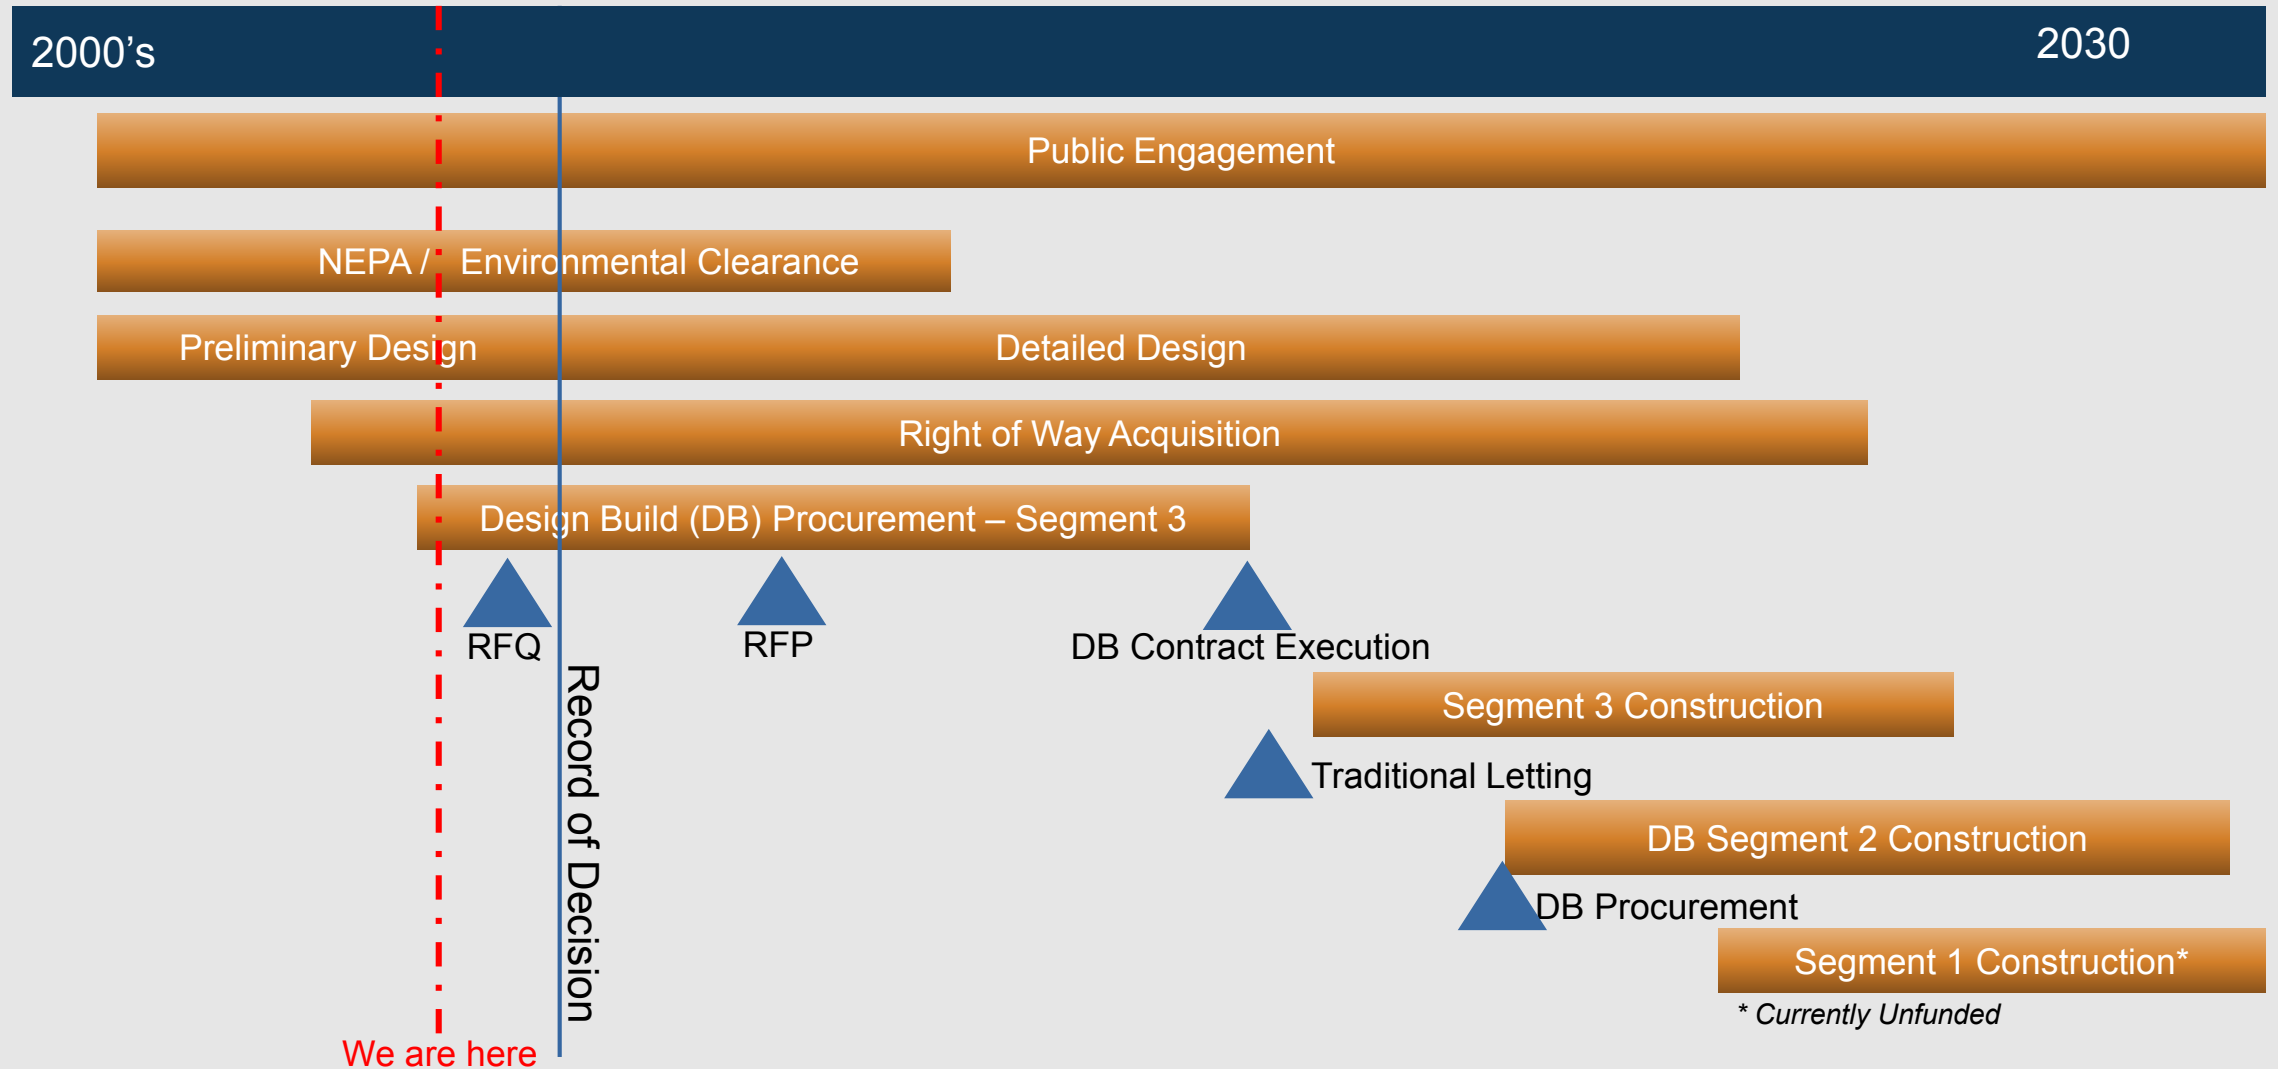 2000’s
2030
Public Engagement
NEPA / Environmental Clearance
Preliminary Design
Detailed Design
Right of Way Acquisition
Design Build (DB) Procurement – Segment 3
RFQ
RFP
DB Contract Execution
Record of Decision
Segment 3 Construction
Traditional Letting
DB Segment 2 Construction
DB Procurement
Segment 1 Construction*
* Currently Unfunded
We are here